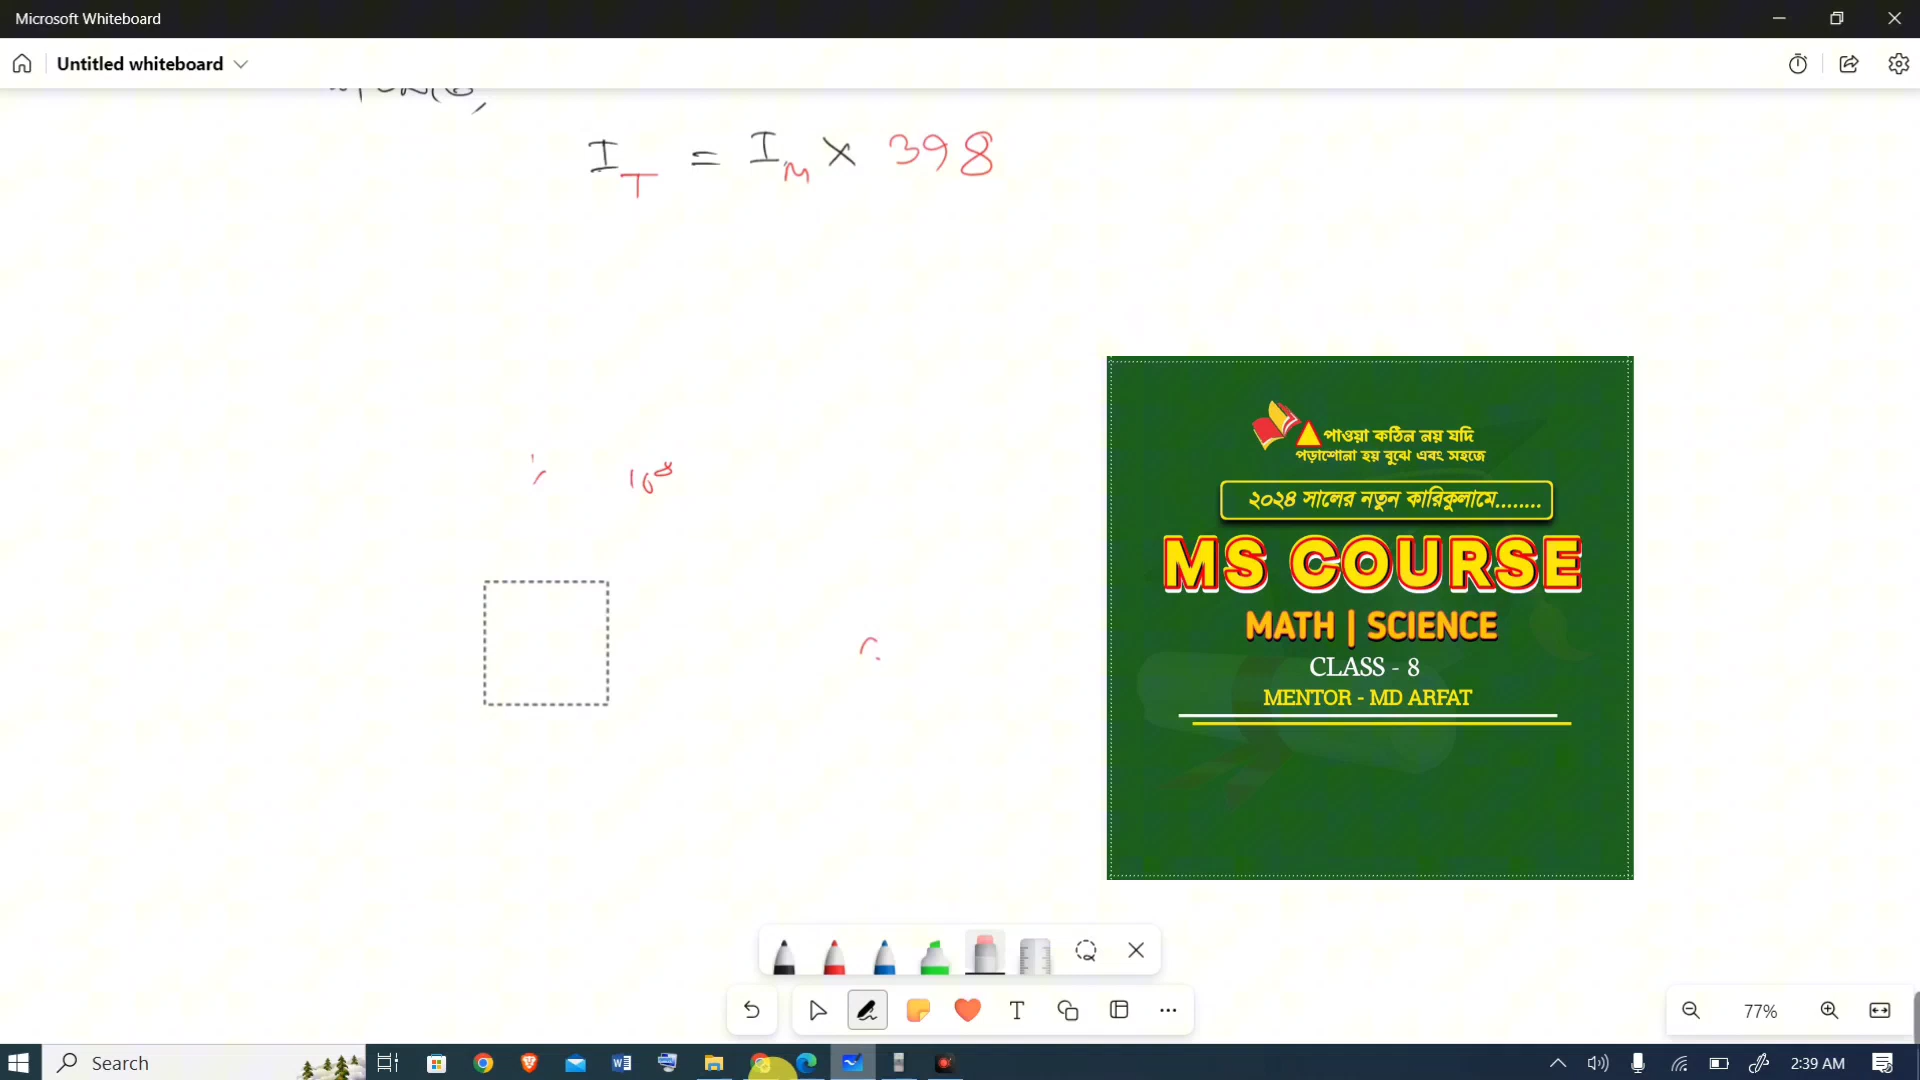 Microsoft Whiteboard
Untitled whiteboard
I_T = I_M × 398
10⁸
পাওয়া কঠিন নয় যদি
পড়াশোনা হয় বুঝে এবং সহজে
২০২৪ সালের নতুন কারিকুলামে........
MS COURSE
MATH | SCIENCE
CLASS - 8
MENTOR - MD ARFAT
77%
Search
2:39 AM